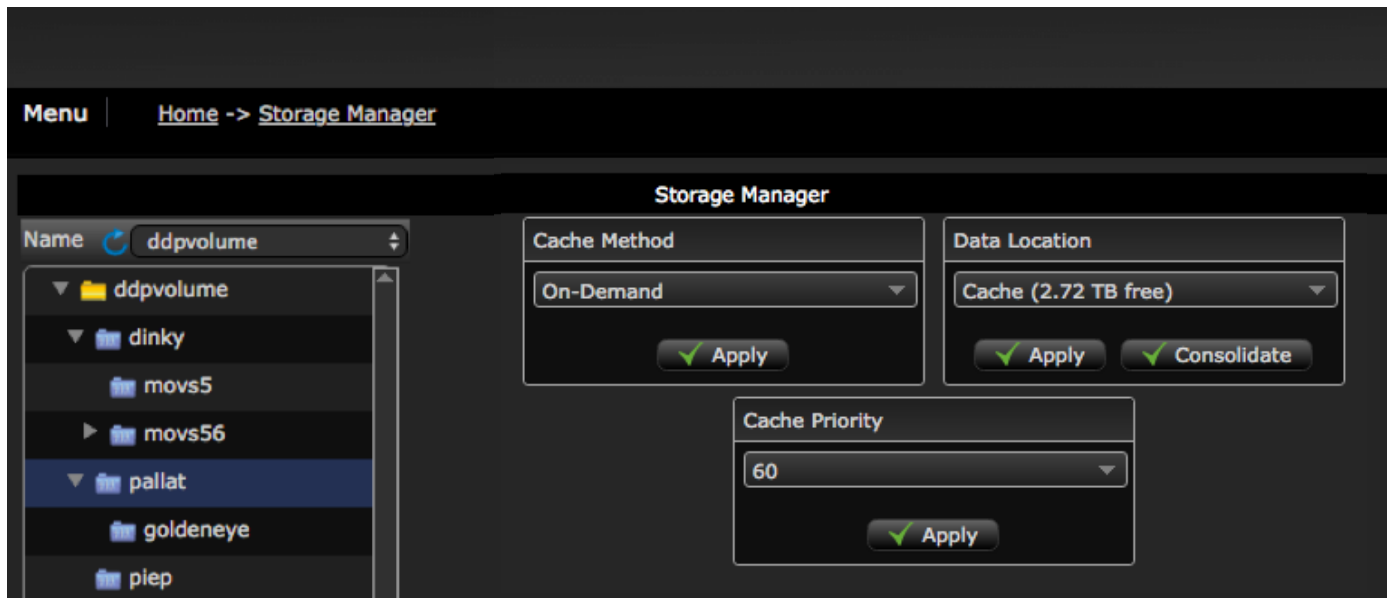 Menu Home -> Storage Manager
Storage Manager
Name ddpvolume
ddpvolume
dinky
movs5
movs56
pallat
goldeneye
piep
Cache Method
On-Demand
Apply
Data Location
Cache (2.72 TB free)
Apply Consolidate
Cache Priority
60
Apply